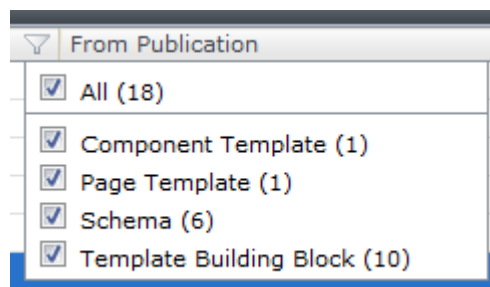 From Publication
All (18)
Component Template (1)
Page Template (1)
Schema (6)
Template Building Block (10)